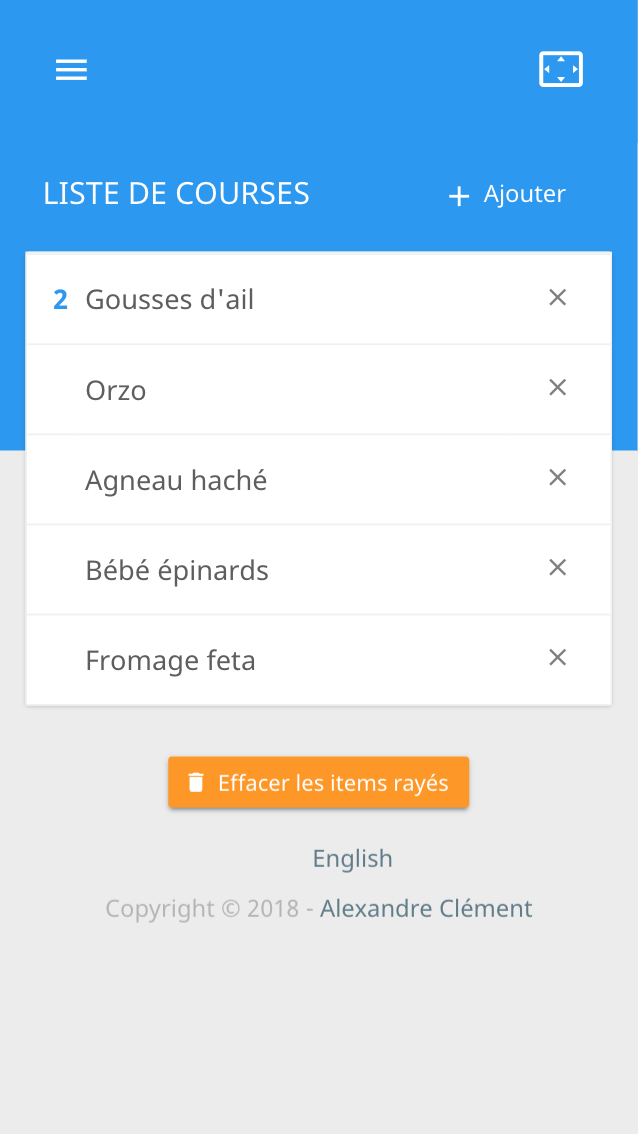 LISTE DE COURSES
Ajouter
2 Gousses d'ail
Orzo
Agneau haché
Bébé épinards
Fromage feta
Effacer les items rayés
English
Copyright © 2018 - Alexandre Clément